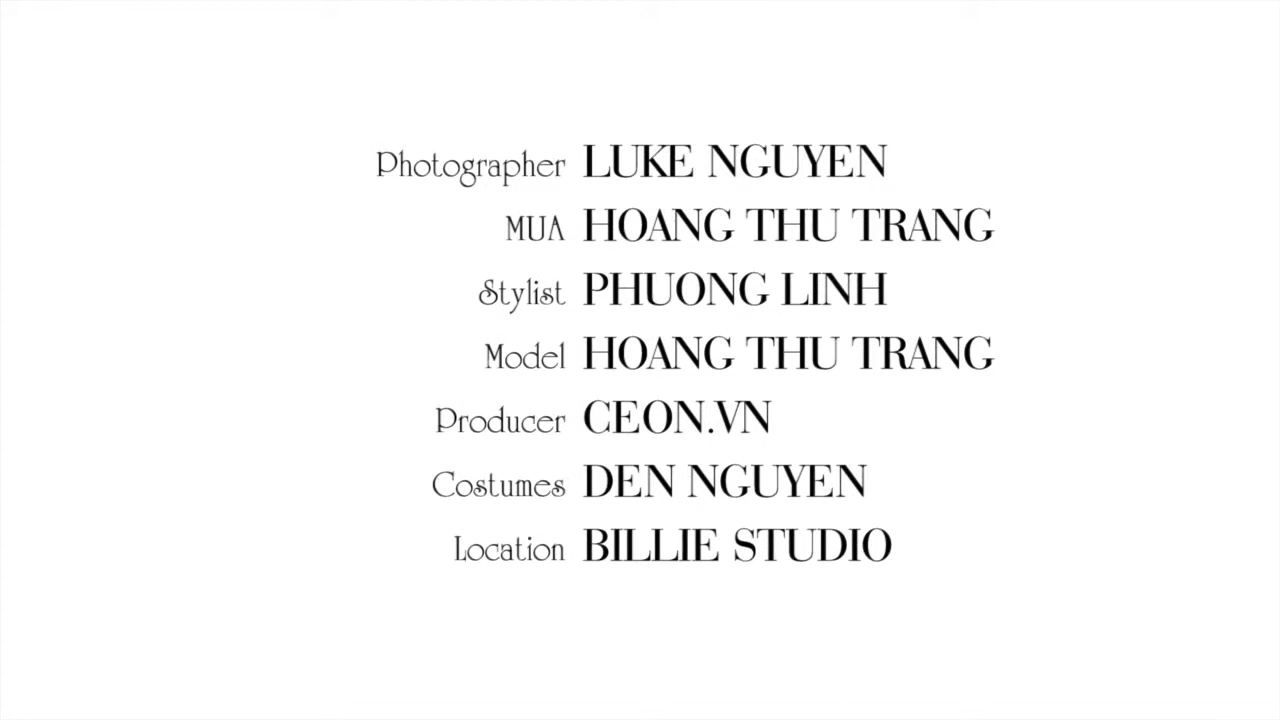 Photographer LUKE NGUYEN
MUA HOANG THU TRANG
Stylist PHUONG LINH
Model HOANG THU TRANG
Producer CEON.VN
Costumes DEN NGUYEN
Location BILLIE STUDIO